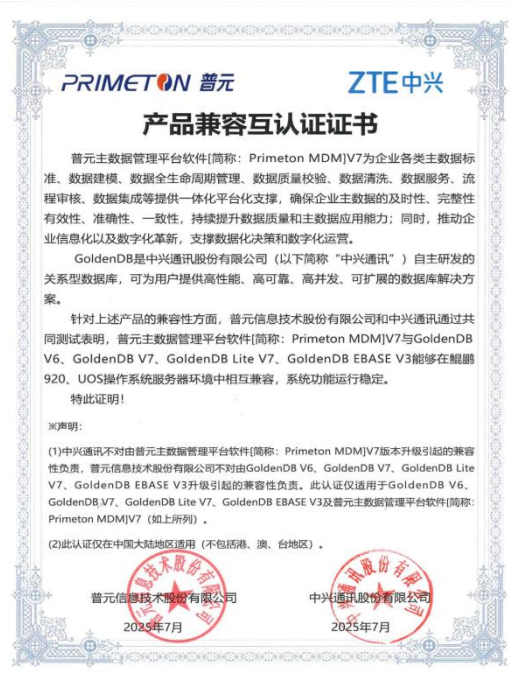 PRIMETON 普元
ZTE中兴
产品兼容互认证证书
普元主数据管理平台软件[简称：Primeton MDM]V7为企业各类主数据标
准、数据建模、数据全生命周期管理、数据质量校验、数据清洗、数据服务、流
程审核、数据集成等提供一体化平台化支撑，确保企业主数据的及时性、完整性
有效性、准确性、一致性，持续提升数据质量和主数据应用能力；同时，推动企
业信息化以及数字化革新，支撑数据化决策和数字化运营。
GoldenDB是中兴通讯股份有限公司（以下简称“中兴通讯”）自主研发的
关系型数据库，可为用户提供高性能、高可靠、高并发、可扩展的数据库解决方
案。
针对上述产品的兼容性方面，普元信息技术股份有限公司和中兴通讯通过共
同测试表明，普元主数据管理平台软件[简称：Primeton MDM]V7与GoldenDB
V6、GoldenDB V7、GoldenDB Lite V7、GoldenDB EBASE V3能够在鲲鹏
920、UOS操作系统服务器环境中相互兼容，系统功能运行稳定。
特此证明！
※声明：
(1)中兴通讯不对由普元主数据管理平台软件[简称：Primeton MDM]V7版本升级引起的兼容
性负责，普元信息技术股份有限公司不对由GoldenDB V6、GoldenDB V7、GoldenDB Lite
V7、GoldenDB EBASE V3升级引起的兼容性负责。此认证仅适用于GoldenDB V6、
GoldenDB V7、GoldenDB Lite V7、GoldenDB EBASE V3及普元主数据管理平台软件[简称：
Primeton MDM]V7（如上所列）。
(2)此认证仅在中国大陆地区适用（不包括港、澳、台地区）。
普元信息技术股份有限公司
中兴通讯股份有限公司
2025年7月
2025年7月
普元信息技术股份有限公司
中兴通讯股份有限公司